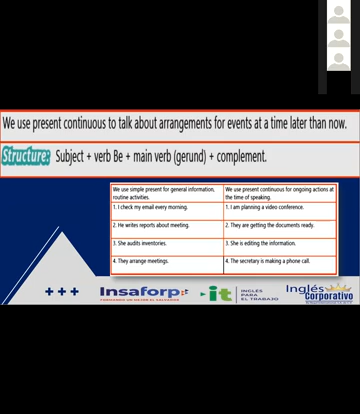 We use present continuous to talk about arrangements for events at a time later than now.
Structure: Subject + verb Be + main verb (gerund) + complement.
We use simple present for general information, routine activities.
We use present continuous for ongoing actions at the time of speaking.
1. I check my email every morning.
1. I am planning a video conference.
2. He writes reports about meeting.
2. They are getting the documents ready.
3. She audits inventories.
3. She is editing the information.
4. They arrange meetings.
4. The secretary is making a phone call.
+ + +
Insaforp
it
INGLÉS
PARA
EL TRABAJO
Inglés
Corporativo